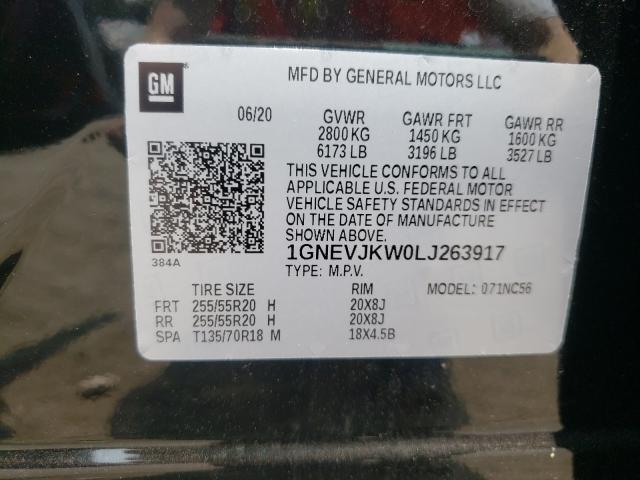 GM
MFD BY GENERAL MOTORS LLC
06/20 GVWR GAWR FRT GAWR RR
2800 KG 1450 KG 1600 KG
6173 LB 3196 LB 3527 LB
THIS VEHICLE CONFORMS TO ALL
APPLICABLE U.S. FEDERAL MOTOR
VEHICLE SAFETY STANDARDS IN EFFECT
ON THE DATE OF MANUFACTURE
SHOWN ABOVE.
384A
1GNEVJKW0LJ263917
TYPE: M.P.V.
TIRE SIZE RIM MODEL: 071NC56
FRT 255/55R20 H 20X8J
RR 255/55R20 H 20X8J
SPA T135/70R18 M 18X4.5B